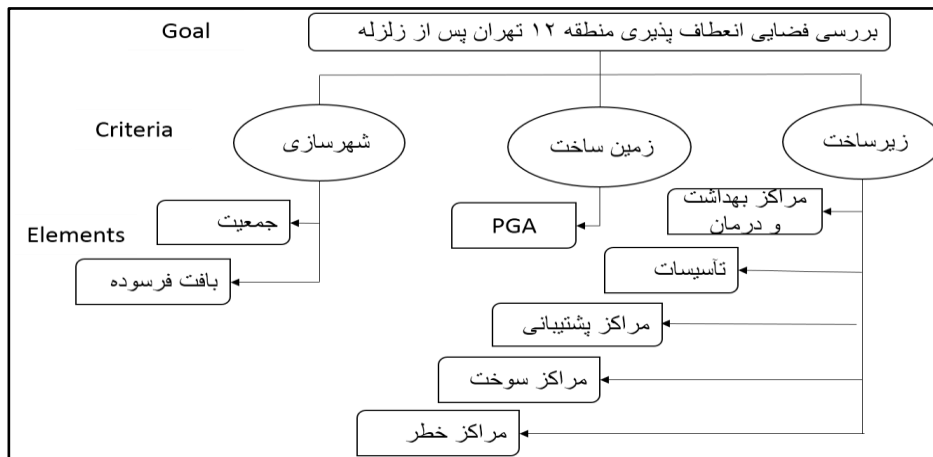 Goal
بررسی فضایی انعطاف پذیری منطقه ۱۲ تهران پس از زلزله
Criteria
زیرساخت
زمین ساخت
شهرسازی
Elements
مراکز بهداشت
و درمان
تآسیسات
مراکز پشتیبانی
مراکز سوخت
مراکز خطر
PGA
جمعیت
بافت فرسوده